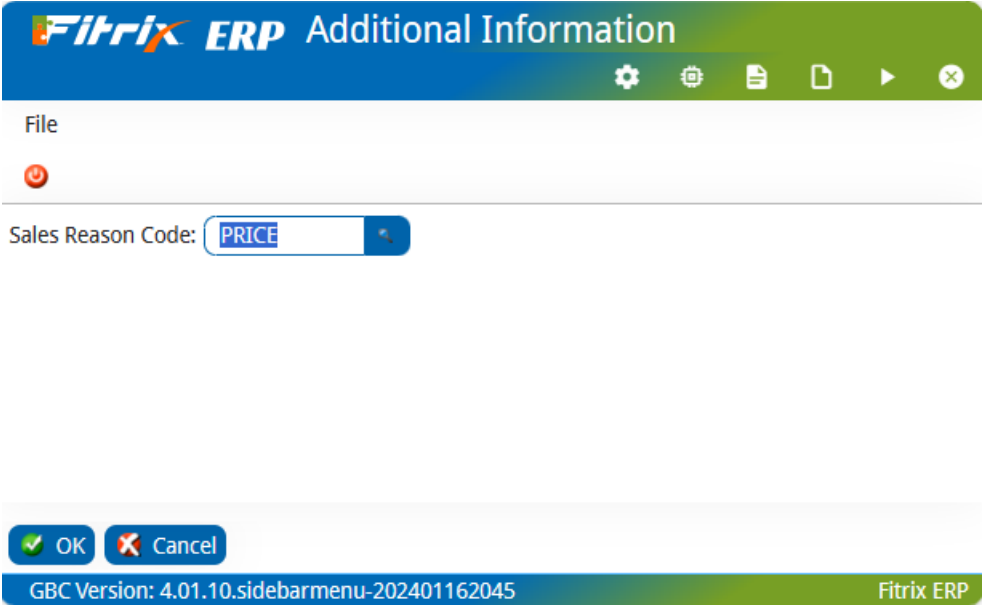 Fitrix ERP Additional Information
File
Sales Reason Code: PRICE
OK Cancel
GBC Version: 4.01.10.sidebarmenu-202401162045 Fitrix ERP